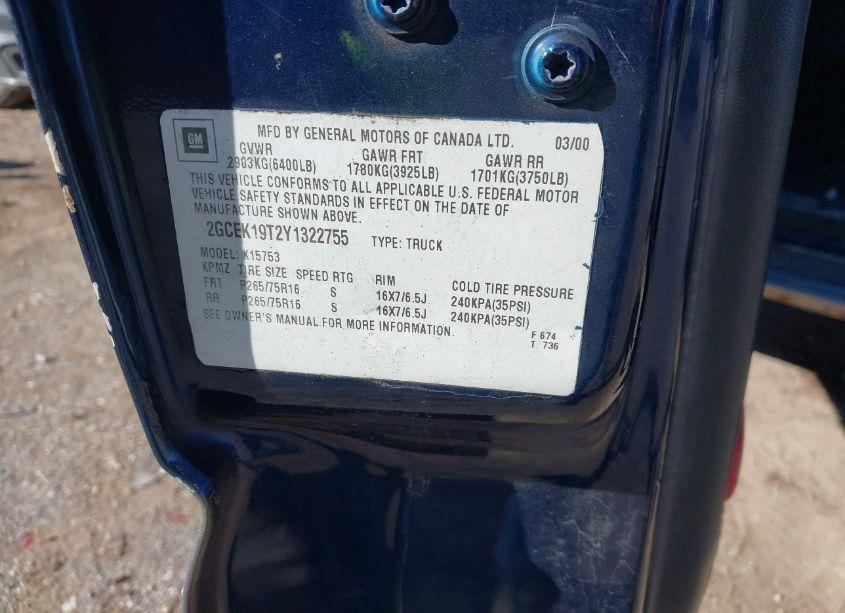 GM
MFD BY GENERAL MOTORS OF CANADA LTD. 03/00
GVWR GAWR FRT GAWR RR
2903KG(6400LB) 1780KG(3925LB) 1701KG(3750LB)
THIS VEHICLE CONFORMS TO ALL APPLICABLE U.S. FEDERAL MOTOR
VEHICLE SAFETY STANDARDS IN EFFECT ON THE DATE OF
MANUFACTURE SHOWN ABOVE.
2GCEK19T2Y1322755 TYPE: TRUCK
MODEL: K15753
KPMZ TIRE SIZE SPEED RTG RIM COLD TIRE PRESSURE
FRT P265/75R16 S 16X7/6.5J 240KPA(35PSI)
RR P265/75R16 S 16X7/6.5J 240KPA(35PSI)
SEE OWNER'S MANUAL FOR MORE INFORMATION.
F 674
T 736